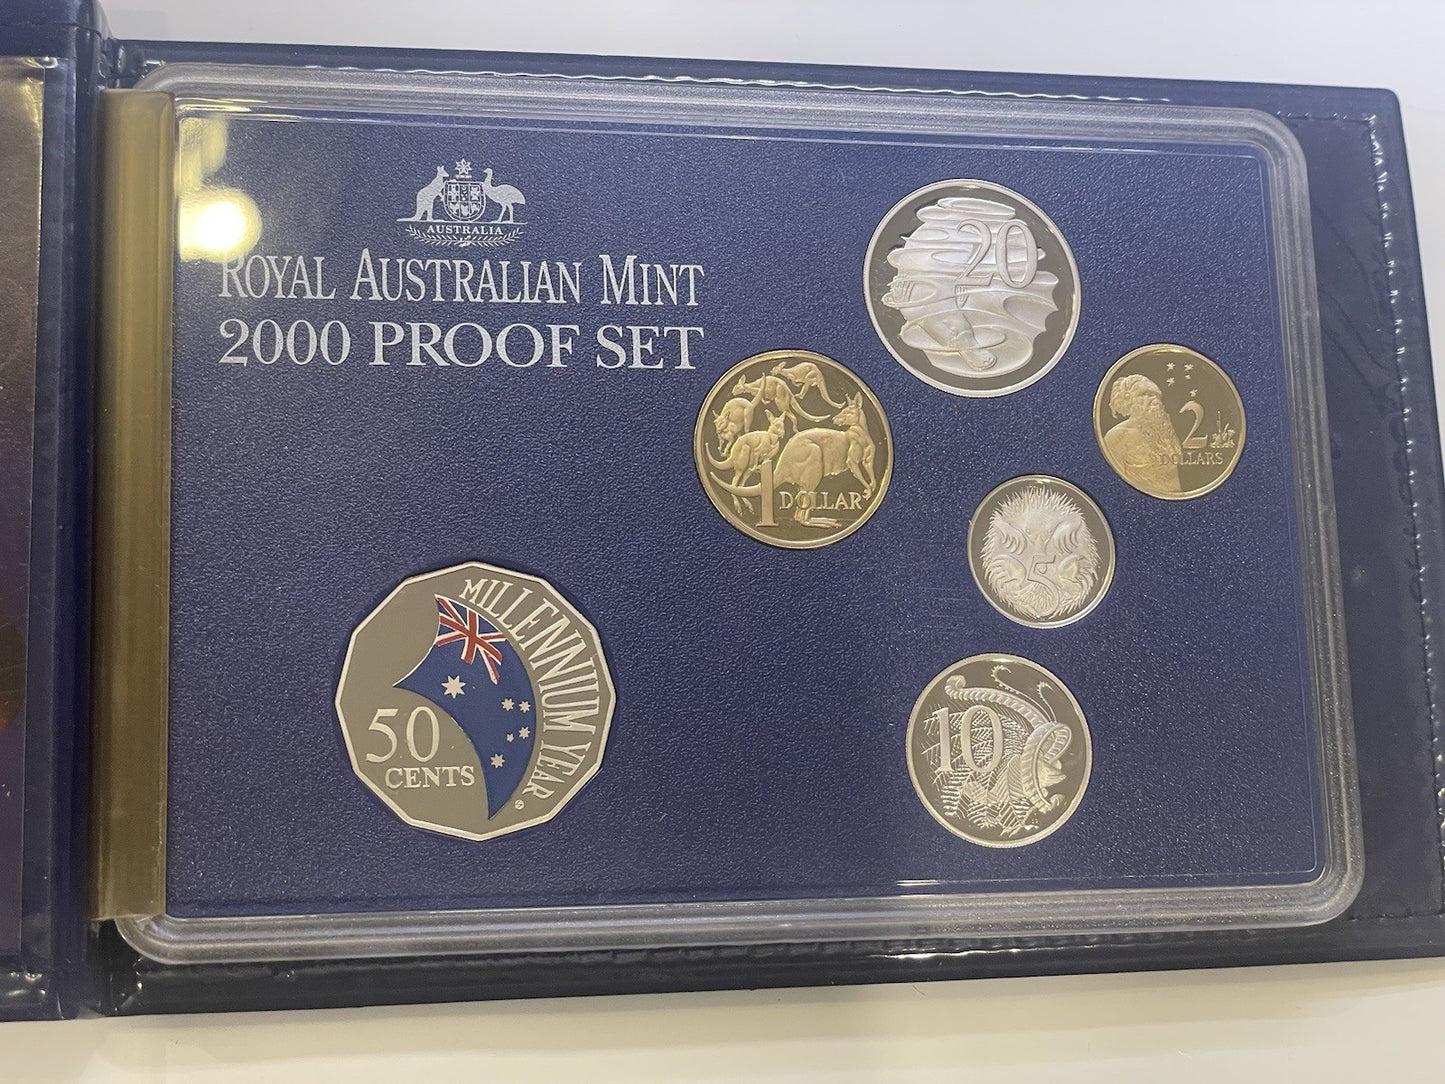 AUSTRALIA
ROYAL AUSTRALIAN MINT
2000 PROOF SET
20
1 DOLLAR
2
DOLLARS
5
10
MILLENNIUM YEAR
50
CENTS